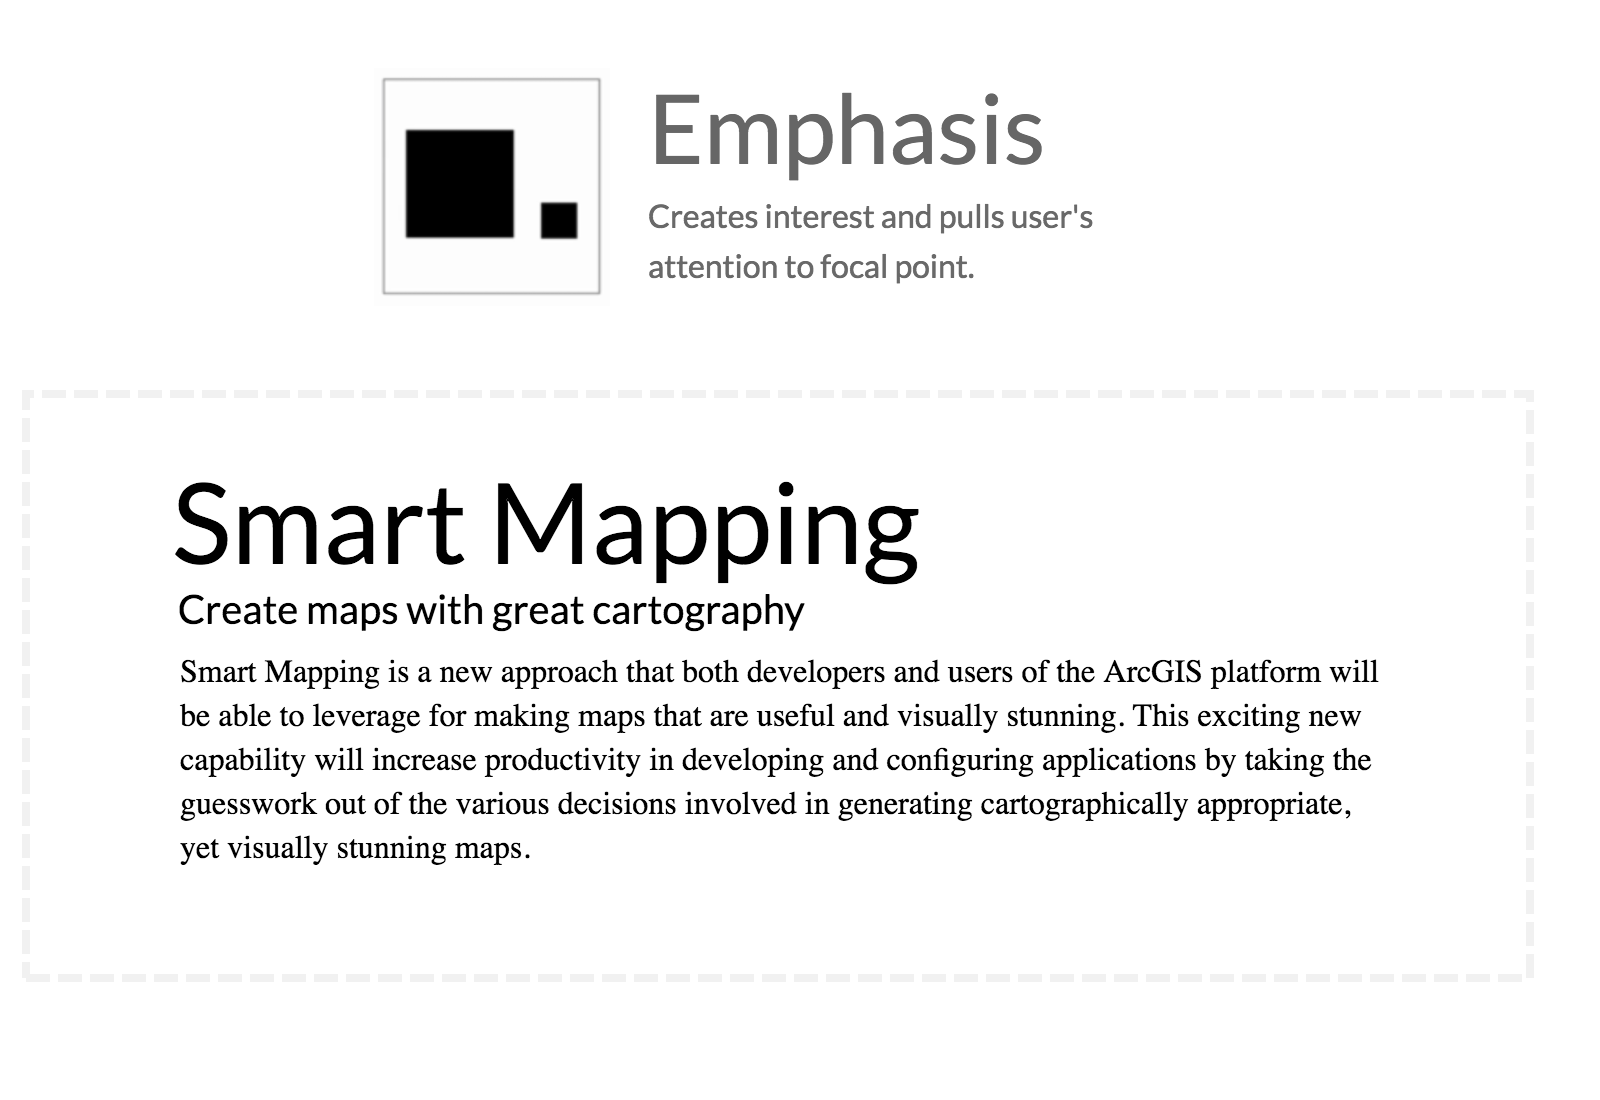 Emphasis
Creates interest and pulls user's
attention to focal point.
Smart Mapping
Create maps with great cartography
Smart Mapping is a new approach that both developers and users of the ArcGIS platform will
be able to leverage for making maps that are useful and visually stunning. This exciting new
capability will increase productivity in developing and configuring applications by taking the
guesswork out of the various decisions involved in generating cartographically appropriate,
yet visually stunning maps.